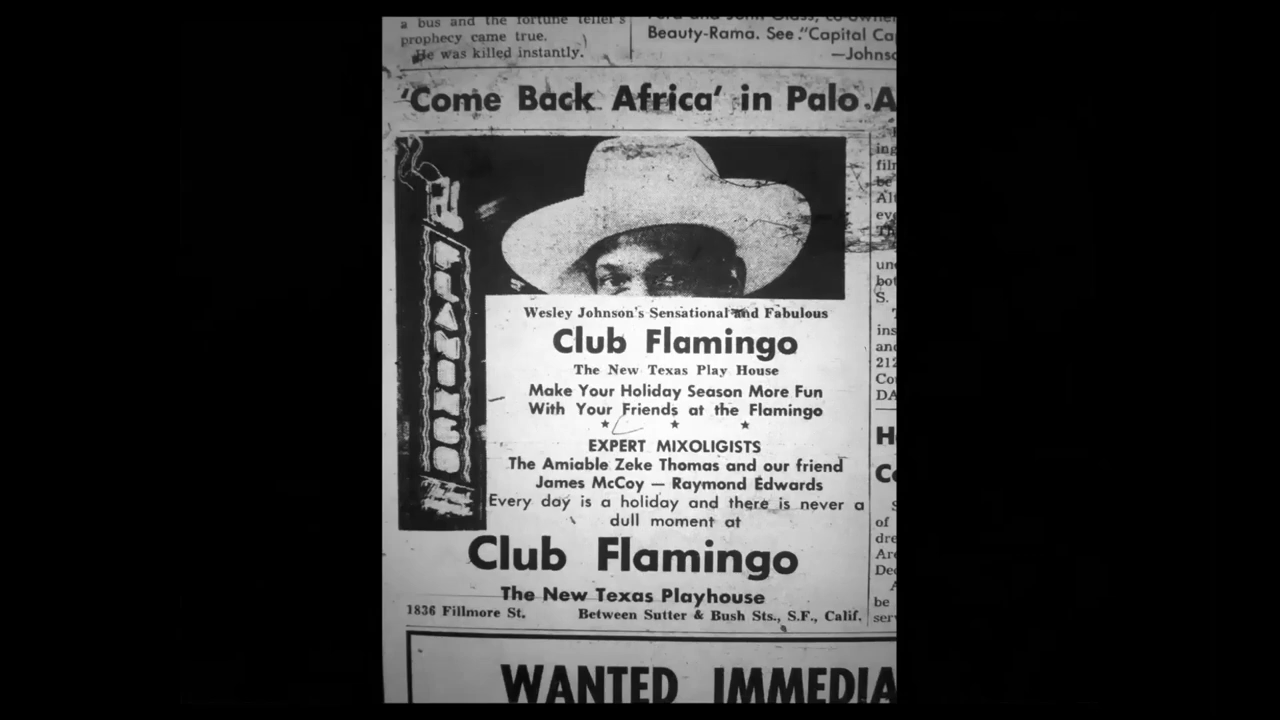 a bus and the fortune teller's
prophecy came true.
He was killed instantly.
Beauty-Rama. See "Capital
—Johns
'Come Back Africa' in Palo A
FLAMINGO
Wesley Johnson's Sensational and Fabulous
Club Flamingo
The New Texas Play House
Make Your Holiday Season More Fun
With Your Friends at the Flamingo
EXPERT MIXOLIGISTS
The Amiable Zeke Thomas and our friend
James McCoy — Raymond Edwards
Every day is a holiday and there is never a
dull moment at
Club Flamingo
The New Texas Playhouse
1836 Fillmore St. Between Sutter & Bush Sts., S.F., Calif.
WANTED IMMEDIA